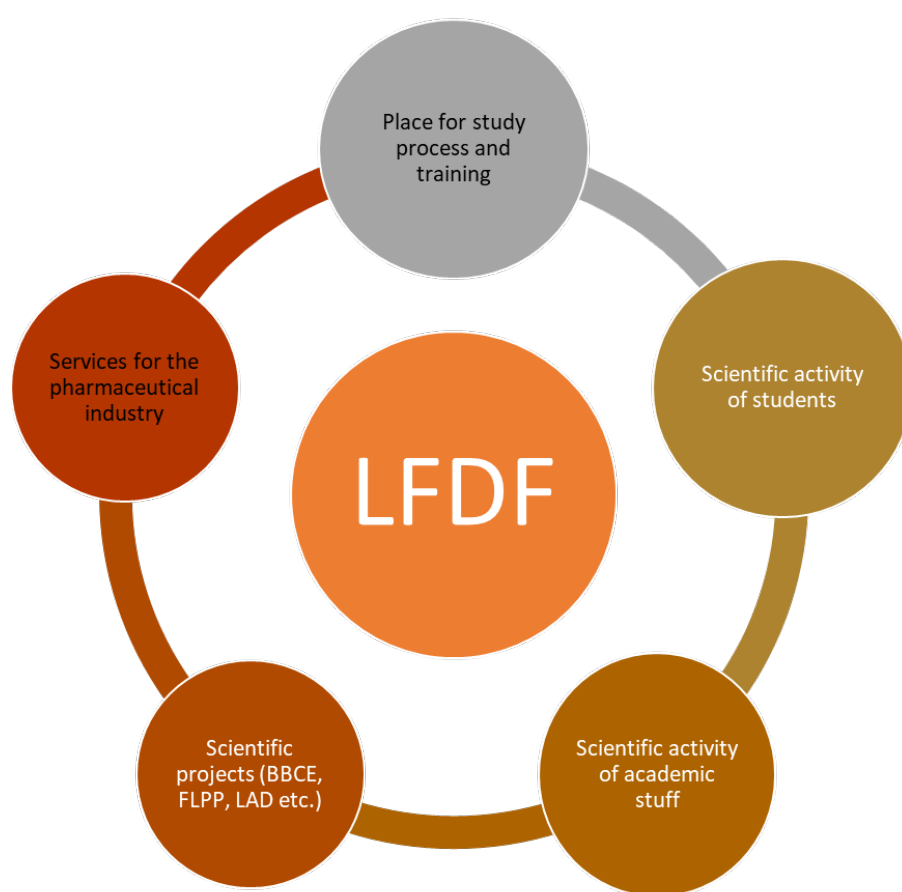 Place for study
process and
training
Scientific activity
of students
Scientific activity
of academic
stuff
Scientific
projects (BBCE,
FLPP, LAD etc.)
Services for the
pharmaceutical
industry
LFDF